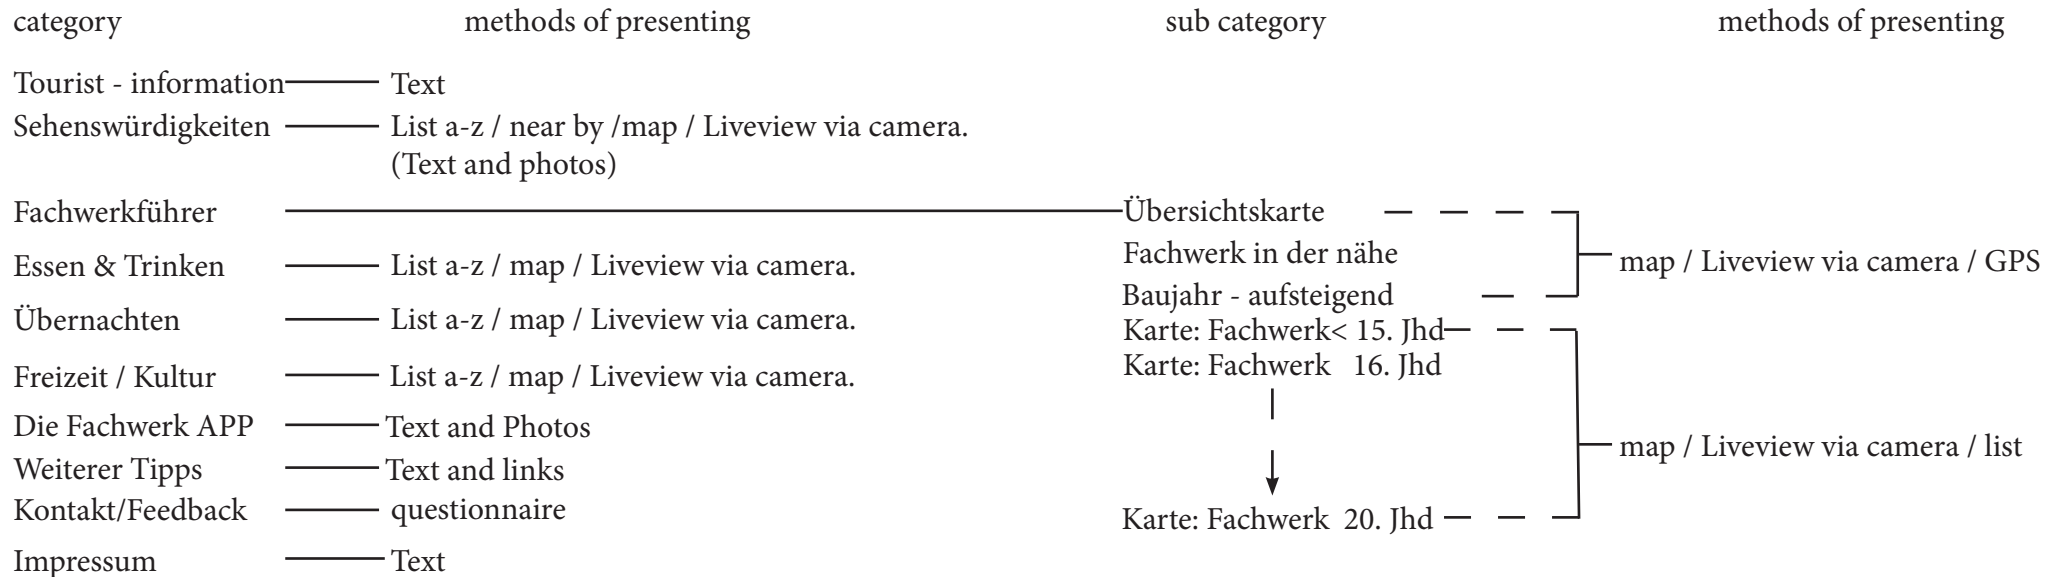 category methods of presenting sub category methods of presenting
Tourist - information Text
Sehenswürdigkeiten List a-z / near by /map / Liveview via camera.
(Text and photos)
Fachwerkführer Übersichtskarte
Fachwerk in der nähe
Essen & Trinken List a-z / map / Liveview via camera. map / Liveview via camera / GPS
Baujahr - aufsteigend
Übernachten List a-z / map / Liveview via camera. Karte: Fachwerk< 15. Jhd
Karte: Fachwerk 16. Jhd
Freizeit / Kultur List a-z / map / Liveview via camera.
Die Fachwerk APP Text and Photos
map / Liveview via camera / list
Weiterer Tipps Text and links
Kontakt/Feedback questionnaire Karte: Fachwerk 20. Jhd
Impressum Text